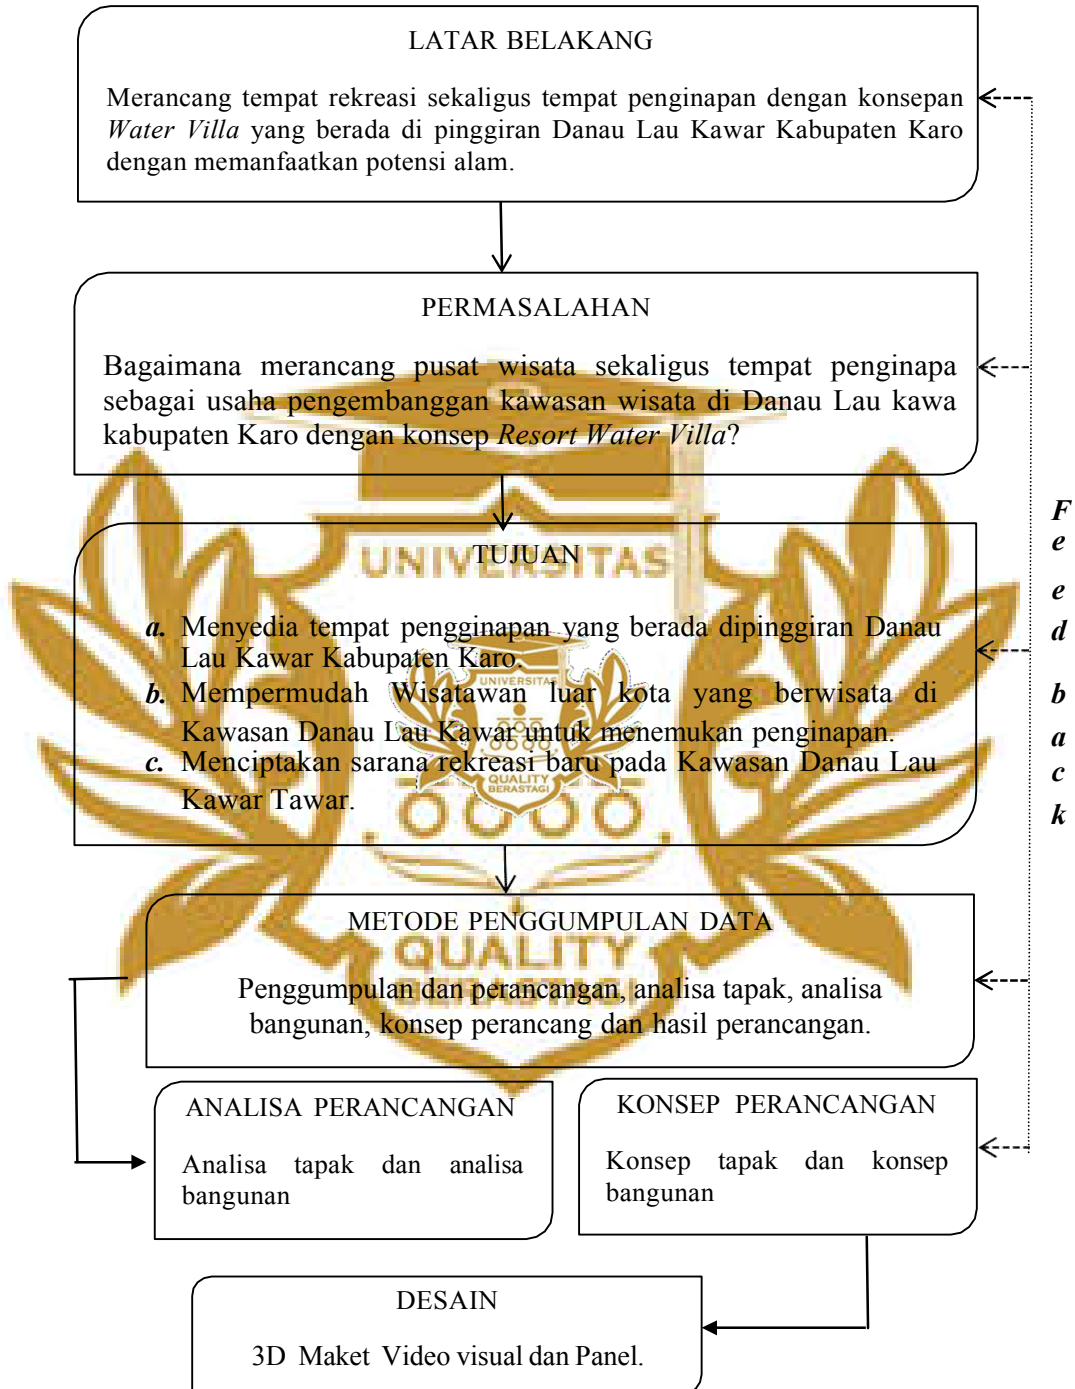 LATAR BELAKANG
Merancang tempat rekreasi sekaligus tempat penginapan dengan konsepan
Water Villa yang berada di pinggiran Danau Lau Kawar Kabupaten Karo
dengan memanfaatkan potensi alam.
PERMASALAHAN
Bagaimana merancang pusat wisata sekaligus tempat penginapa
sebagai usaha pengembanggan kawasan wisata di Danau Lau kawa
kabupaten Karo dengan konsep Resort Water Villa?
UNIVERSITAS
TUJUAN
a. Menyedia tempat pengginapan yang berada dipinggiran Danau
Lau Kawar Kabupaten Karo.
UNIVERSITAS
b. Mempermudah Wisatawan luar kota yang berwisata di
Kawasan Danau Lau Kawar untuk menemukan penginapan.
c. Menciptakan sarana rekreasi baru pada Kawasan Danau Lau
Kawar Tawar.
QUALITY
BERASTAGI
F
e
e
d
b
a
c
k
METODE PENGGUMPULAN DATA
QUALITY
BERASTAGI
Penggumpulan dan perancangan, analisa tapak, analisa
bangunan, konsep perancang dan hasil perancangan.
ANALISA PERANCANGAN
Analisa tapak dan analisa
bangunan
KONSEP PERANCANGAN
Konsep tapak dan konsep
bangunan
DESAIN
3D Maket Video visual dan Panel.